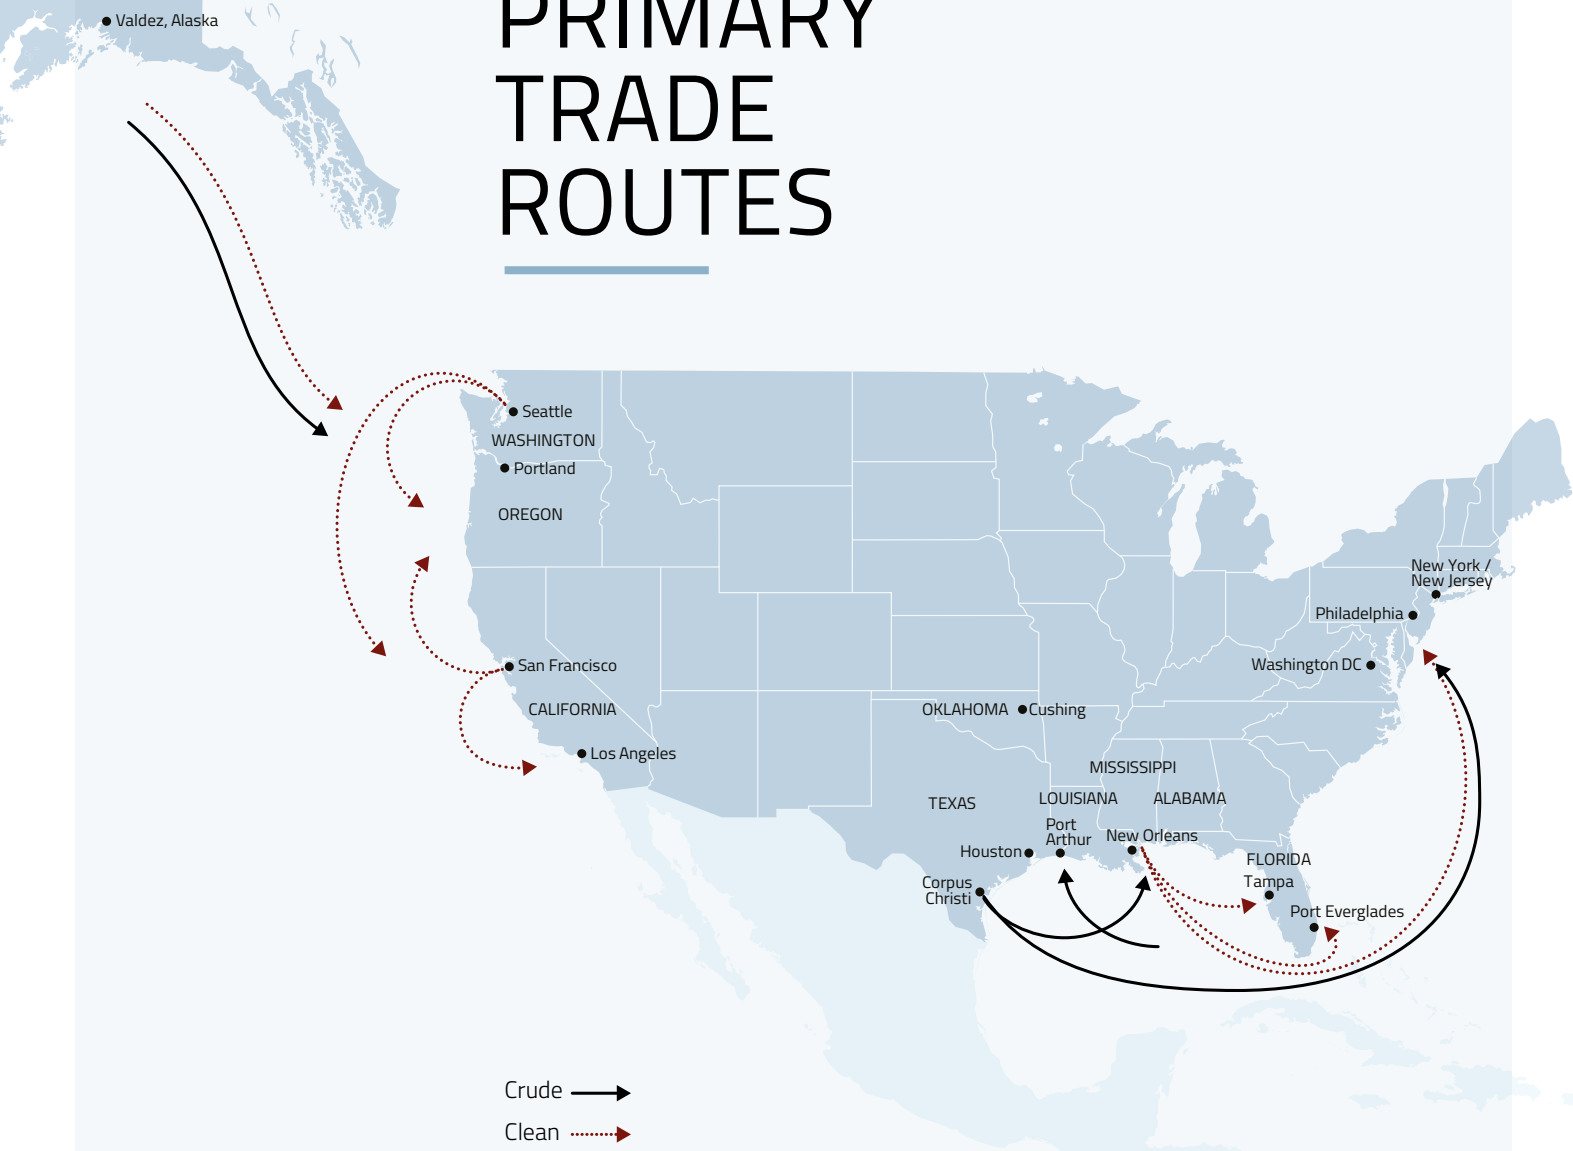 Valdez, Alaska
PRIMARY
TRADE
ROUTES
Seattle
WASHINGTON
Portland
OREGON
San Francisco
CALIFORNIA
Los Angeles
New York /
New Jersey
Philadelphia
Washington DC
OKLAHOMA
Cushing
MISSISSIPPI
TEXAS
LOUISIANA
ALABAMA
Port
Arthur
New Orleans
Houston
FLORIDA
Corpus
Christi
Tampa
Port Everglades
Crude
Clean